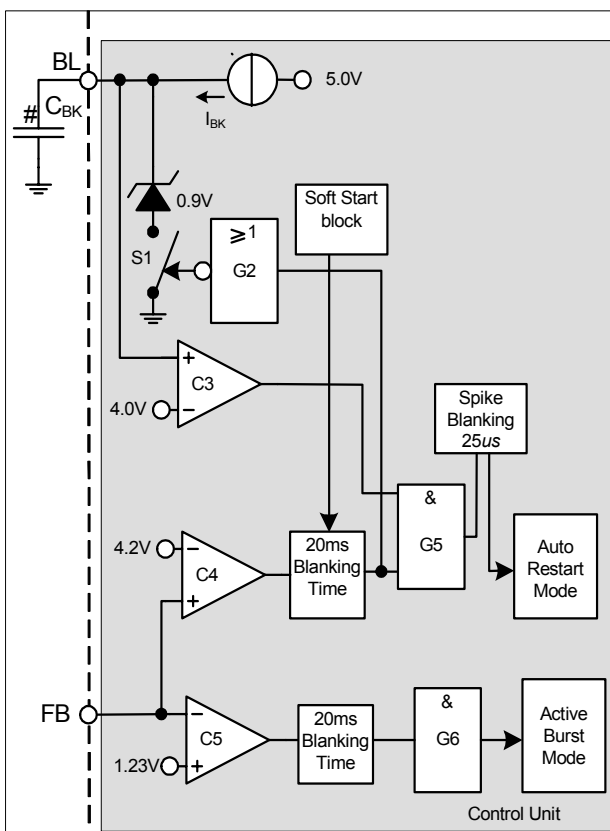 BL
5.0V
#
C_BK
I_BK
0.9V
Soft Start
block
S1
≥1
G2
+
C3
4.0V
−
Spike
Blanking
25us
&
G5
4.2V
−
C4
+
20ms
Blanking
Time
Auto
Restart
Mode
FB
−
C5
1.23V
+
20ms
Blanking
Time
&
G6
Active
Burst
Mode
Control Unit